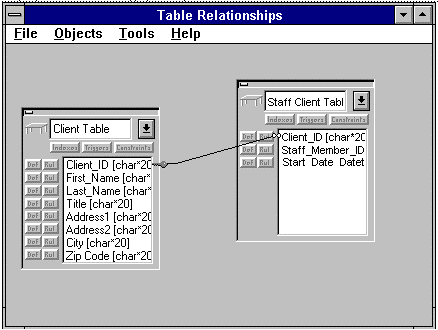 Table Relationships
File Objects Tools Help
Client Table
Indexes Triggers Constraints
Def Rul Client_ID [char*20
Def Rul First_Name [char*
Def Rul Last_Name [char*
Def Rul Title [char*20]
Def Rul Address1 [char*20
Def Rul Address2 [char*20
Def Rul City [char*20]
Def Rul Zip Code [char*20
Staff Client Tabl
Indexes Triggers Constraints
Def Rul Client_ID [char*20
Def Rul Staff_Member_ID
Def Rul Start_Date Datet